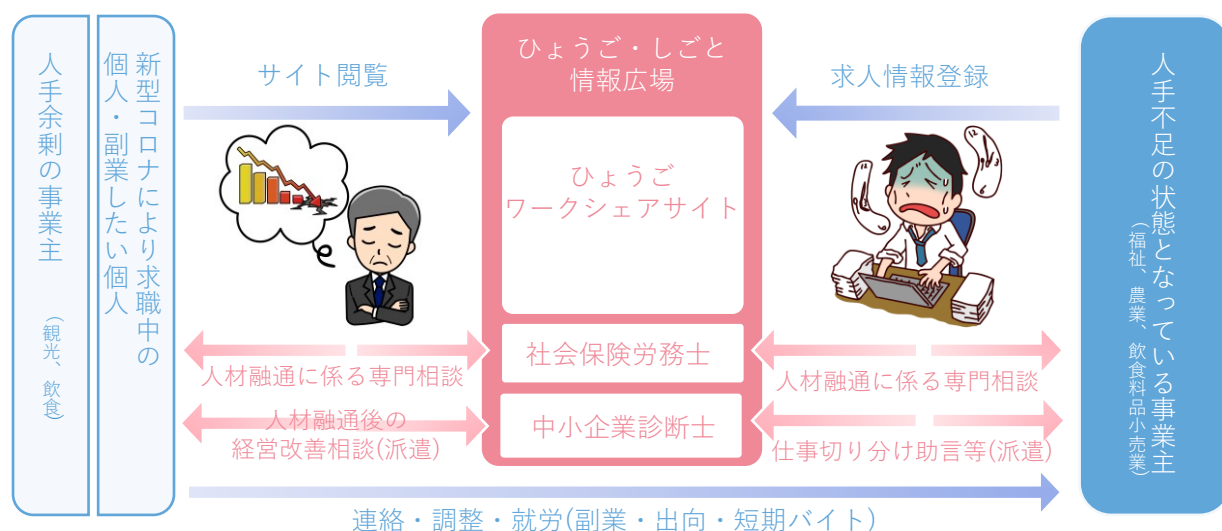 人手余剰の事業主
(観光、飲食)
新型コロナにより求職中の
個人・副業したい個人
サイト閲覧
ひょうご・しごと
情報広場
ひょうご
ワークシェアサイト
求人情報登録
人手不足の状態となっている事業主
(福祉、農業、飲食料品小売業)
人材融通に係る専門相談
社会保険労務士
人材融通に係る専門相談
人材融通後の
経営改善相談(派遣)
中小企業診断士
仕事切り分け助言等(派遣)
連絡・調整・就労(副業・出向・短期バイト)